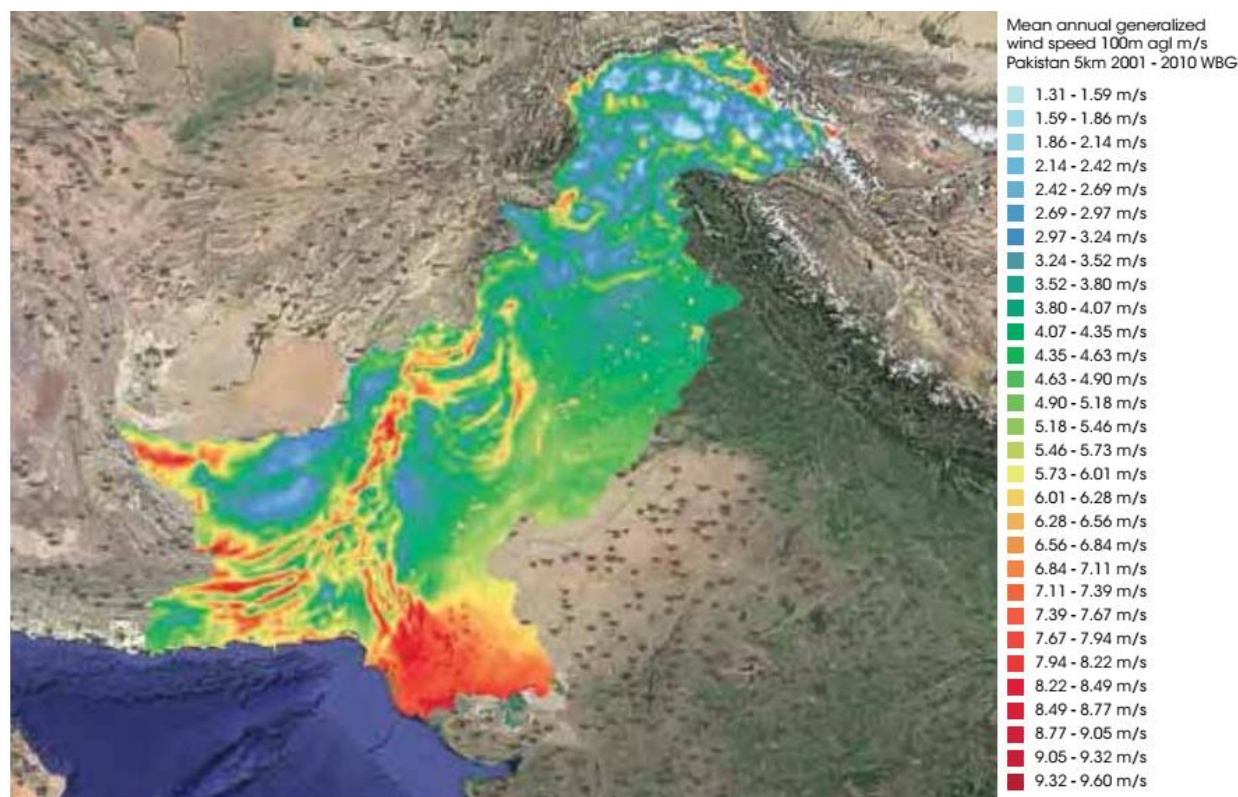 Mean annual generalized
wind speed 100m agl m/s
Pakistan 5km 2001 - 2010 WBG
1.31 - 1.59 m/s
1.59 - 1.86 m/s
1.86 - 2.14 m/s
2.14 - 2.42 m/s
2.42 - 2.69 m/s
2.69 - 2.97 m/s
2.97 - 3.24 m/s
3.24 - 3.52 m/s
3.52 - 3.80 m/s
3.80 - 4.07 m/s
4.07 - 4.35 m/s
4.35 - 4.63 m/s
4.63 - 4.90 m/s
4.90 - 5.18 m/s
5.18 - 5.46 m/s
5.46 - 5.73 m/s
5.73 - 6.01 m/s
6.01 - 6.28 m/s
6.28 - 6.56 m/s
6.56 - 6.84 m/s
6.84 - 7.11 m/s
7.11 - 7.39 m/s
7.39 - 7.67 m/s
7.67 - 7.94 m/s
7.94 - 8.22 m/s
8.22 - 8.49 m/s
8.49 - 8.77 m/s
8.77 - 9.05 m/s
9.05 - 9.32 m/s
9.32 - 9.60 m/s